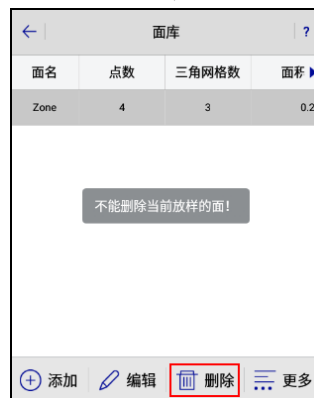 面库 ?
面名 点数 三角网格数 面积
Zone 4 3 0.2
不能删除当前放样的面!
添加 编辑 删除 更多